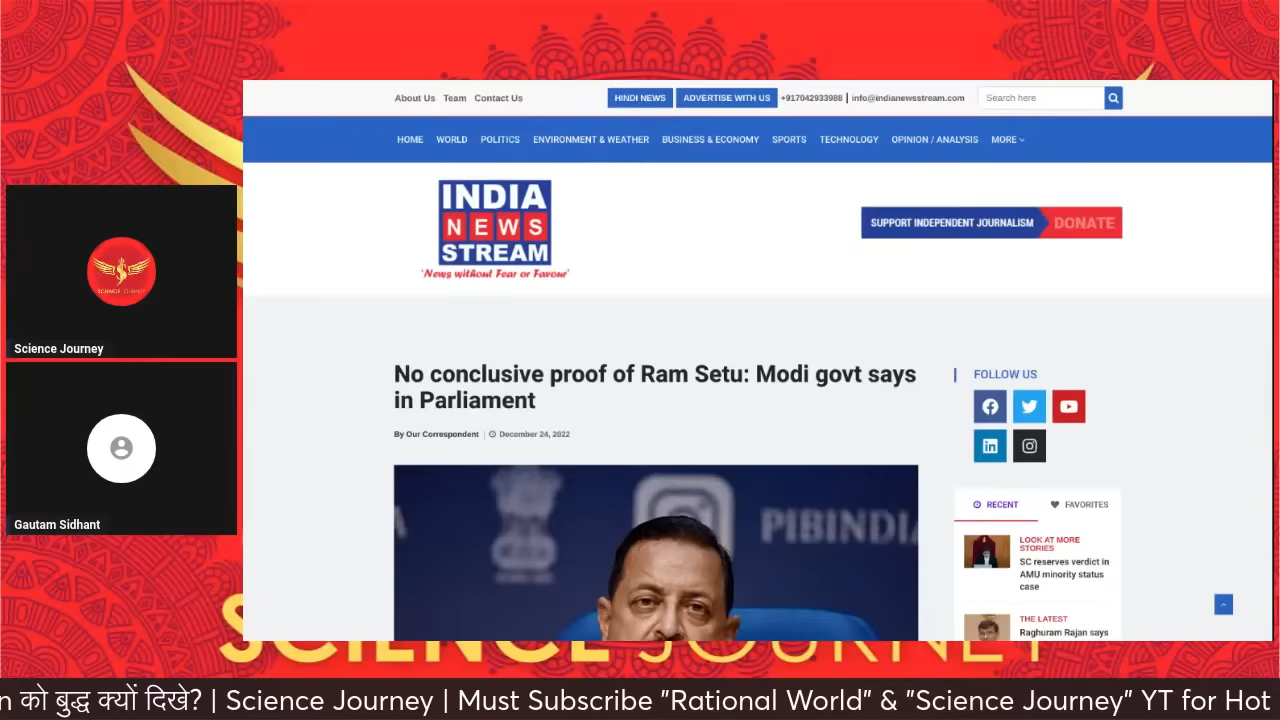 About Us Team Contact Us HINDI NEWS ADVERTISE WITH US +917042933988 | info@indianewsstream.com Search here
HOME WORLD POLITICS ENVIRONMENT & WEATHER BUSINESS & ECONOMY SPORTS TECHNOLOGY OPINION / ANALYSIS MORE
INDIA
NEWS
STREAM
'News without Fear or Favour'
SUPPORT INDEPENDENT JOURNALISM DONATE
No conclusive proof of Ram Setu: Modi govt says
in Parliament
By Our Correspondent | December 24, 2022
PIBINDIA
FOLLOW US
RECENT FAVORITES
LOOK AT MORE
STORIES
SC reserves verdict in
AMU minority status
case
THE LATEST
Raghuram Rajan says
SCIENCE JOURNEY
Science Journey
Gautam Sidhant
SCIENCE JOURNEY
को बुद्ध क्यों दिखे? | Science Journey | Must Subscribe "Rational World" & "Science Journey" YT for Hot